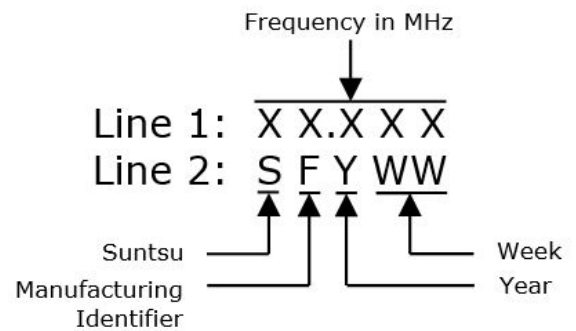 Frequency in MHz
Line 1: X X.X X X
Line 2: S F Y WW
Suntsu
Week
Manufacturing
Identifier
Year